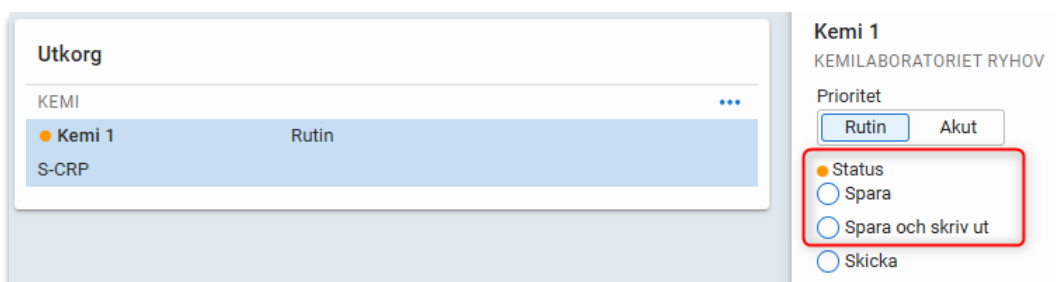 Utkorg
KEMI
Kemi 1 Rutin
S-CRP
Kemi 1
KEMILABORATORIET RYHOV
Prioritet
Rutin Akut
Status
Spara
Spara och skriv ut
Skicka